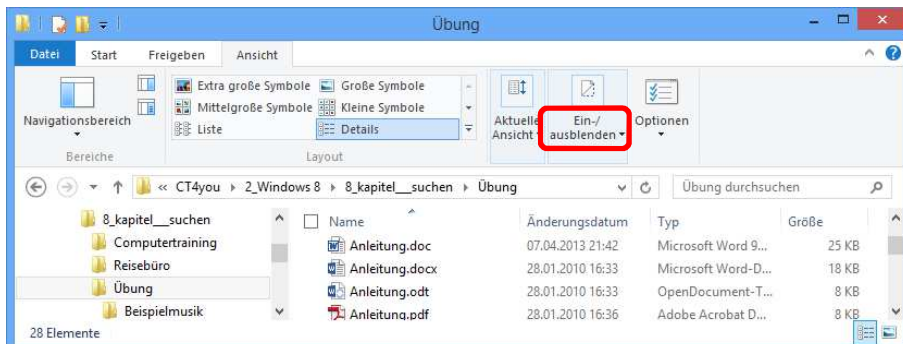 Übung
Datei Start Freigeben Ansicht
Navigationsbereich
Extra große Symbole Große Symbole
Mittelgroße Symbole Kleine Symbole
Liste Details
Aktuelle Ansicht
Ein-/ ausblenden
Optionen
Bereiche Layout
« CT4you 2_Windows 8 8_kapitel__suchen Übung Übung durchsuchen
8_kapitel__suchen Name Änderungsdatum Typ Größe
Computertraining Anleitung.doc 07.04.2013 21:42 Microsoft Word 9... 25 KB
Reisebüro Anleitung.docx 28.01.2010 16:33 Microsoft Word-D... 18 KB
Übung Anleitung.odt 28.01.2010 16:33 OpenDocument-T... 8 KB
Beispielmusik Anleitung.pdf 28.01.2010 16:36 Adobe Acrobat D... 8 KB
28 Elemente